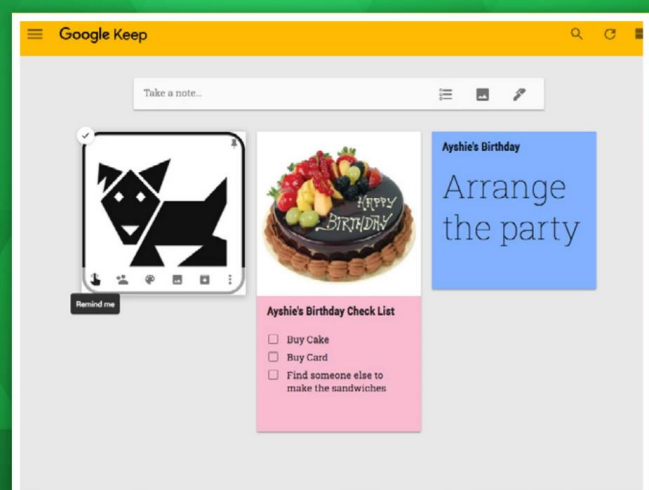 Google Keep
Take a note...
Remind me
HAPPY
BIRTHDAY
Ayshie's Birthday Check List
Buy Cake
Buy Card
Find someone else to
make the sandwiches
Ayshie's Birthday
Arrange
the party